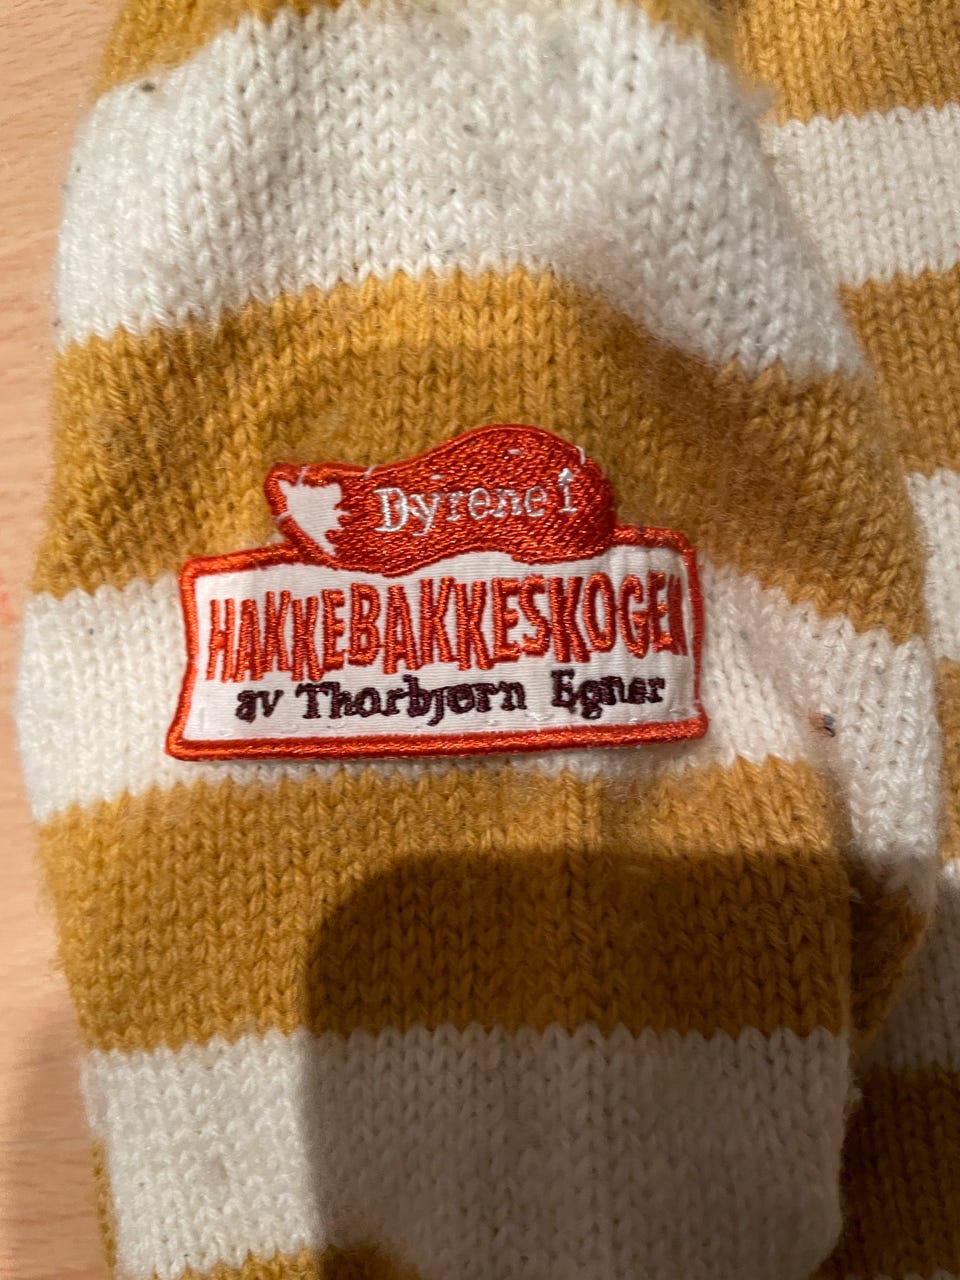 Dyrene i
HAKKEBAKKESKOGEN
av Thorbjørn Egner